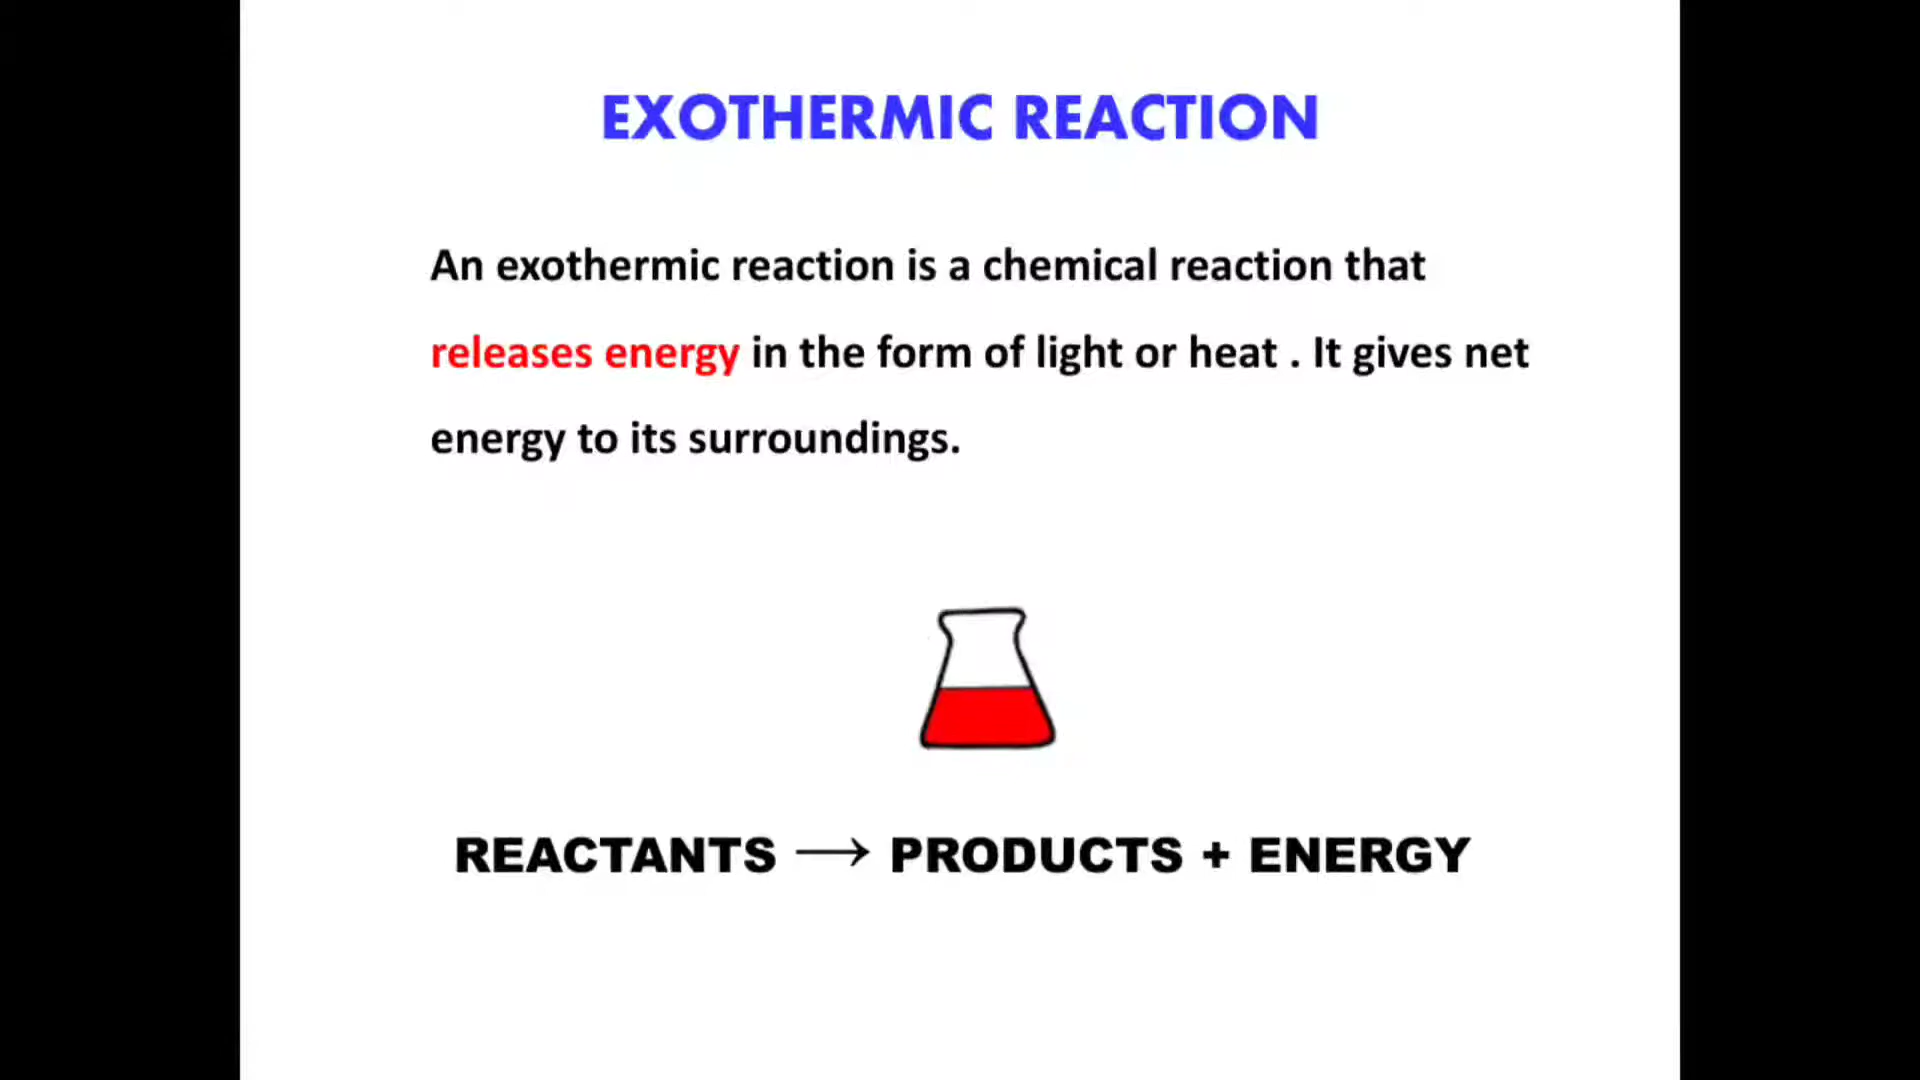 EXOTHERMIC REACTION
An exothermic reaction is a chemical reaction that
releases energy in the form of light or heat . It gives net
energy to its surroundings.
REACTANTS → PRODUCTS + ENERGY